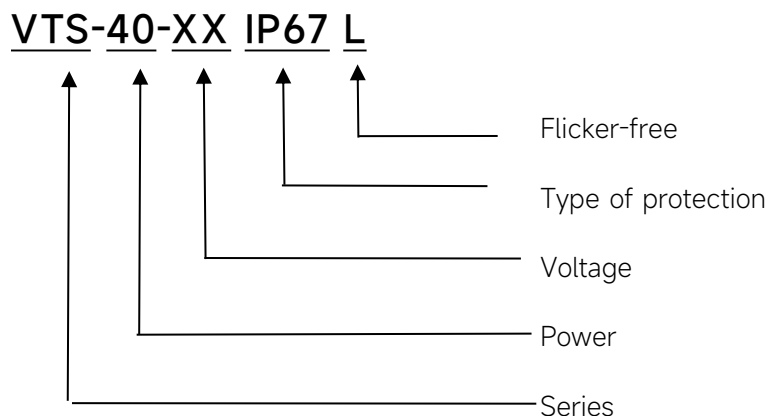 VTS-40-XX IP67 L
Flicker-free
Type of protection
Voltage
Power
Series